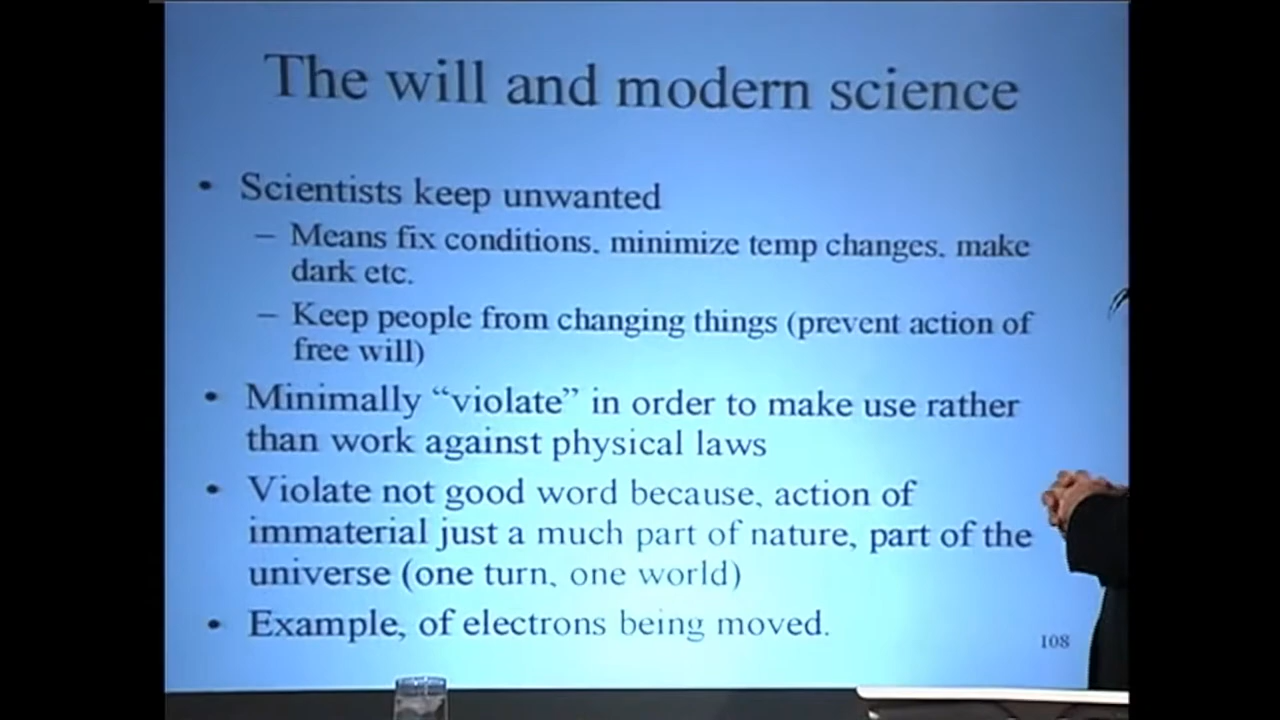 The will and modern science
• Scientists keep unwanted
– Means fix conditions, minimize temp changes, make
dark etc.
– Keep people from changing things (prevent action of
free will)
• Minimally “violate” in order to make use rather
than work against physical laws
• Violate not good word because, action of
immaterial just a much part of nature, part of the
universe (one turn, one world)
• Example, of electrons being moved.
108